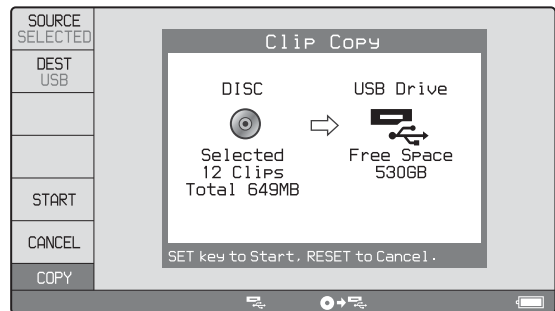 SOURCE
SELECTED
DEST
USB
START
CANCEL
COPY
Clip Copy
DISC
Selected
12 Clips
Total 649MB
USB Drive
Free Space
530GB
SET key to Start, RESET to Cancel.